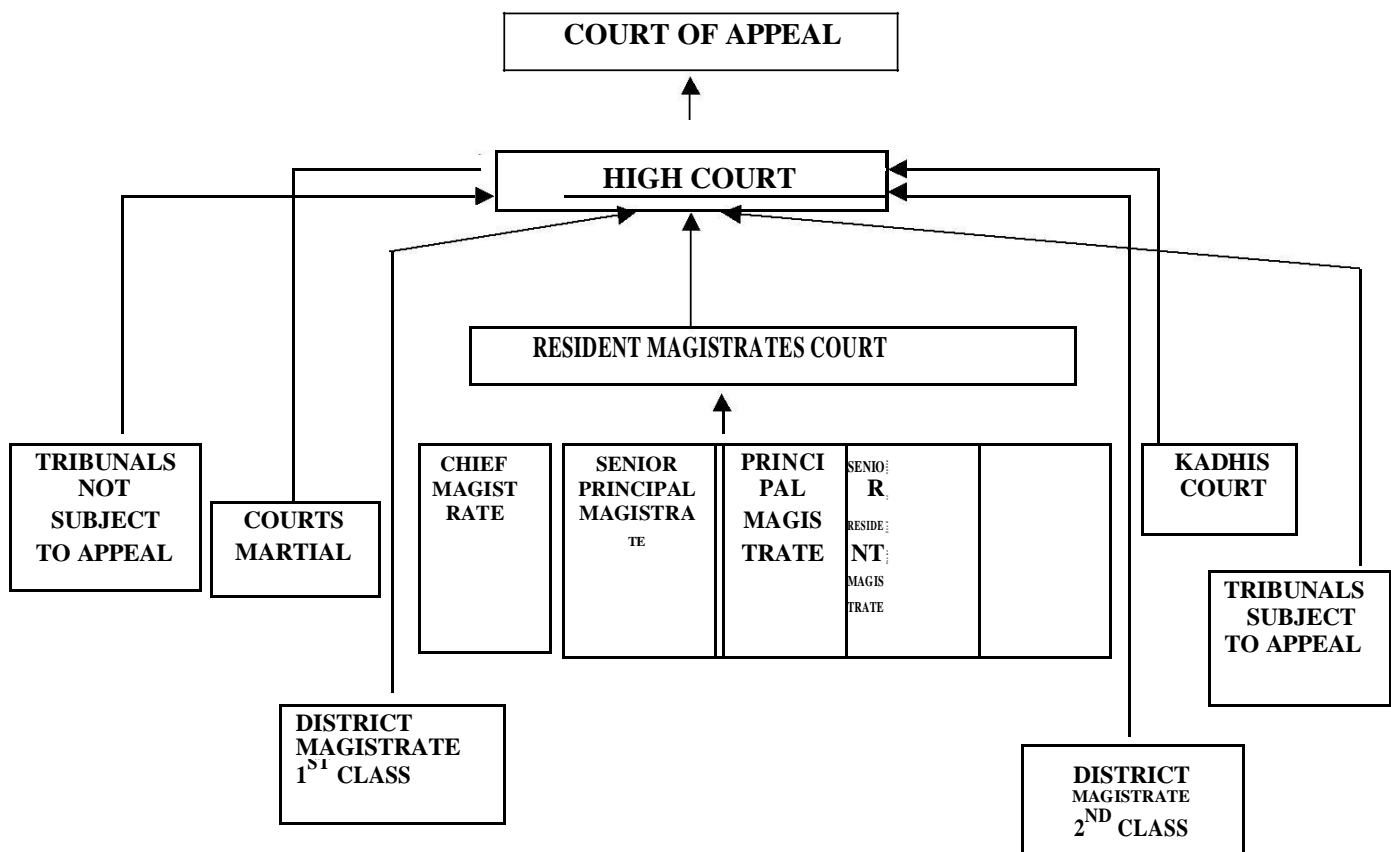 COURT OF APPEAL
HIGH COURT
RESIDENT MAGISTRATES COURT
TRIBUNALS
NOT
SUBJECT
TO APPEAL
COURTS
MARTIAL
CHIEF
MAGIST
RATE
SENIOR
PRINCIPAL
MAGISTRA
TE
PRINCI
PAL
MAGIS
TRATE
SENIO
R
RESIDE
NT
MAGIS
TRATE
KADHIS
COURT
TRIBUNALS
SUBJECT
TO APPEAL
DISTRICT
MAGISTRATE
1ST CLASS
DISTRICT
MAGISTRATE
2ND CLASS